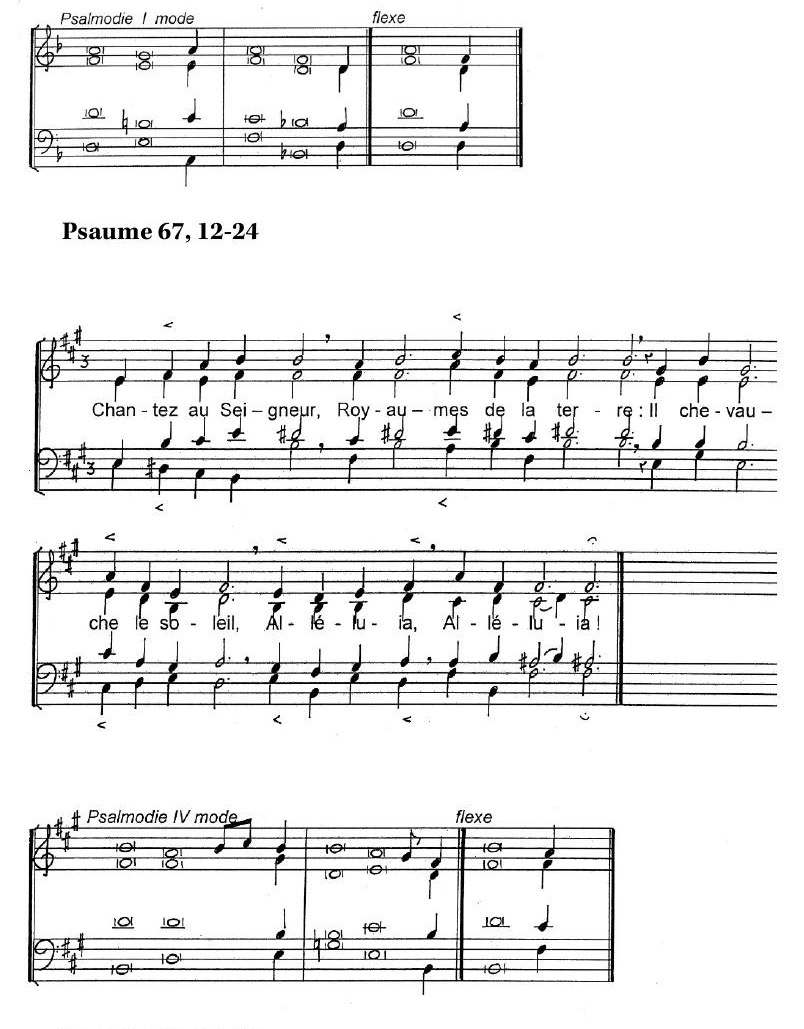 Psalmodie I mode flexe
Psaume 67, 12-24
3
Chan - tez au Sei - gneur, Roy - au - mes de la ter - re : Il che - vau -
3
che le so - leil, Al - lé - lu - ia, Al - lé - lu - ia !
Psalmodie IV mode flexe